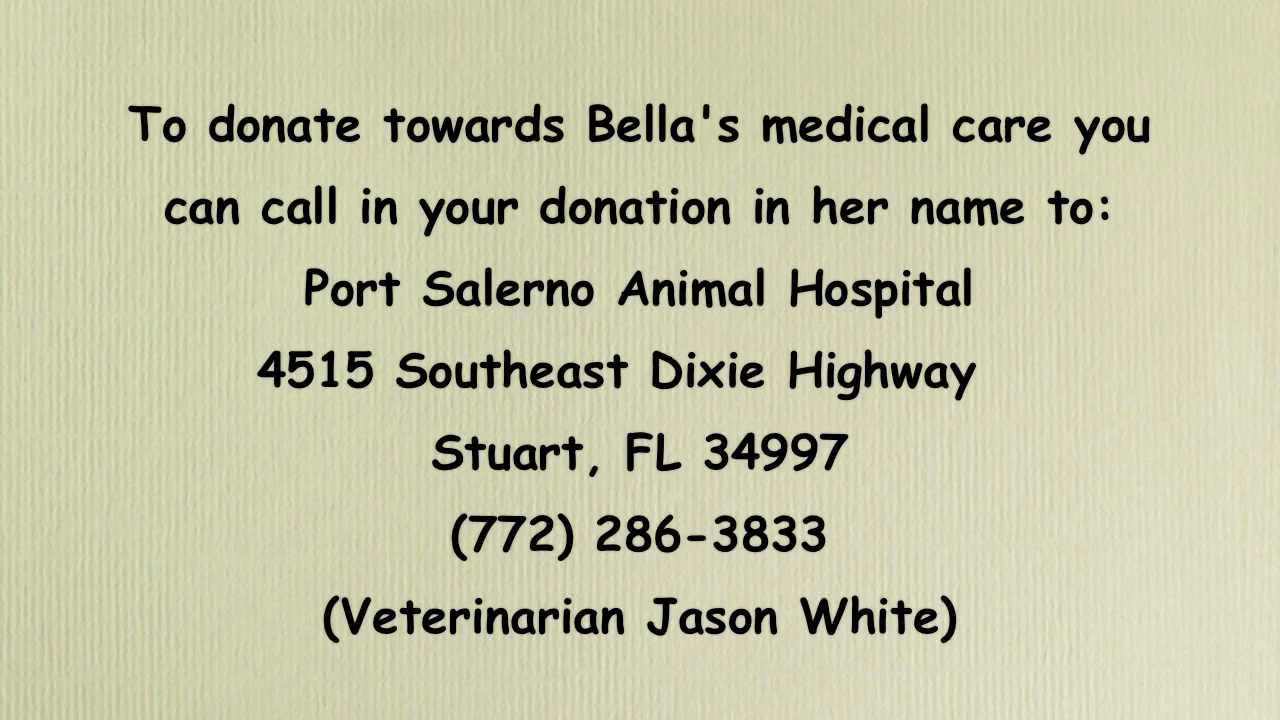 To donate towards Bella's medical care you
can call in your donation in her name to:
Port Salerno Animal Hospital
4515 Southeast Dixie Highway
Stuart, FL 34997
(772) 286-3833
(Veterinarian Jason White)